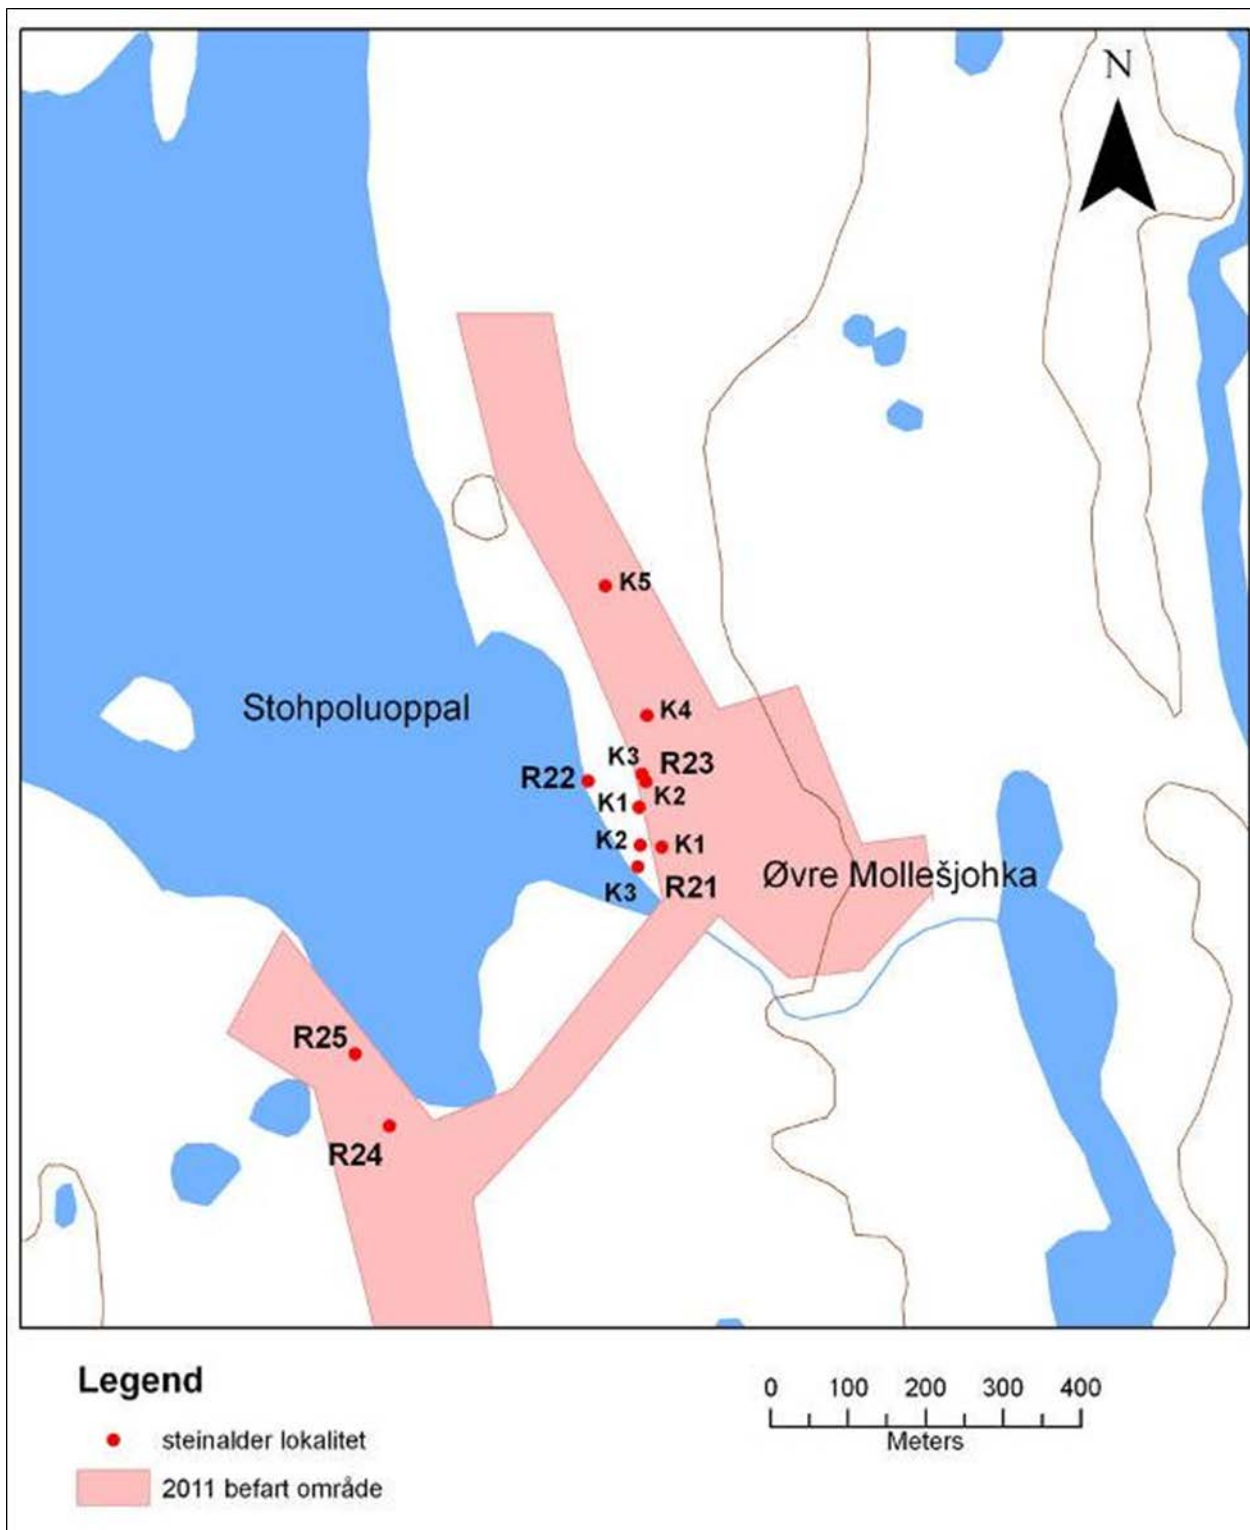 N
K5
Stohpoluoppal
K4
K3
R23
R22
K2
K1
K2
K1
Øvre Mollešjohka
K3
R21
R25
R24
Legend
steinalder lokalitet
2011 befart område
0 100 200 300 400
Meters